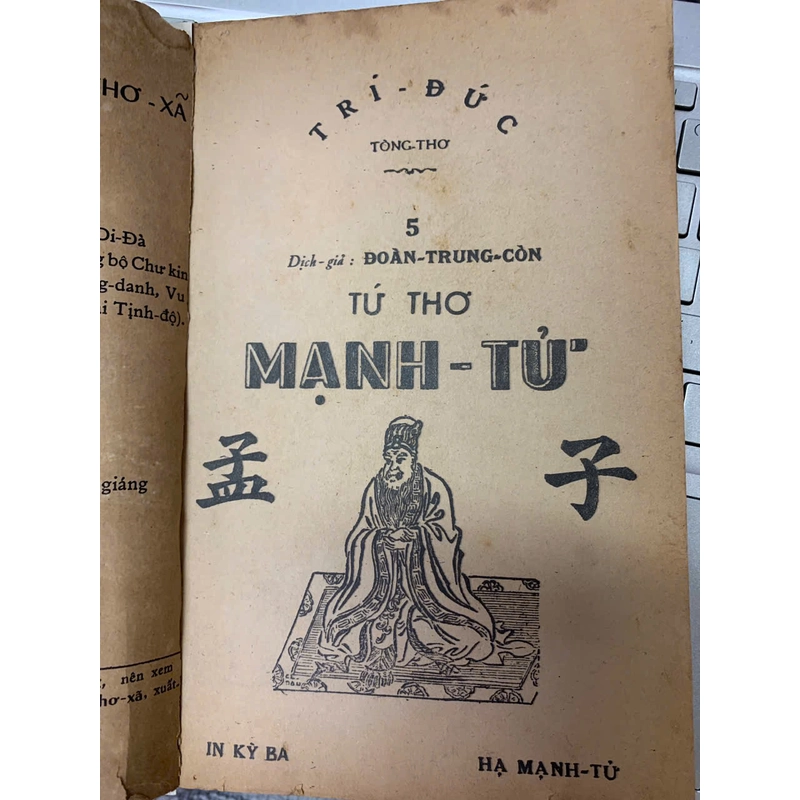 HƠ - XÃ
Di-Đà
g bộ Chư kin
g-danh, Vu
i Tịnh-độ).
giáng
nên xem
hơ-xã, xuất.
TRÍ - ĐỨC
TÒNG-THƠ
5
Dịch-giả : ĐOÀN-TRUNG-CÒN
TỨ THƠ
MẠNH - TỬ
孟 子
IN KỲ BA
HẠ MẠNH-TỬ